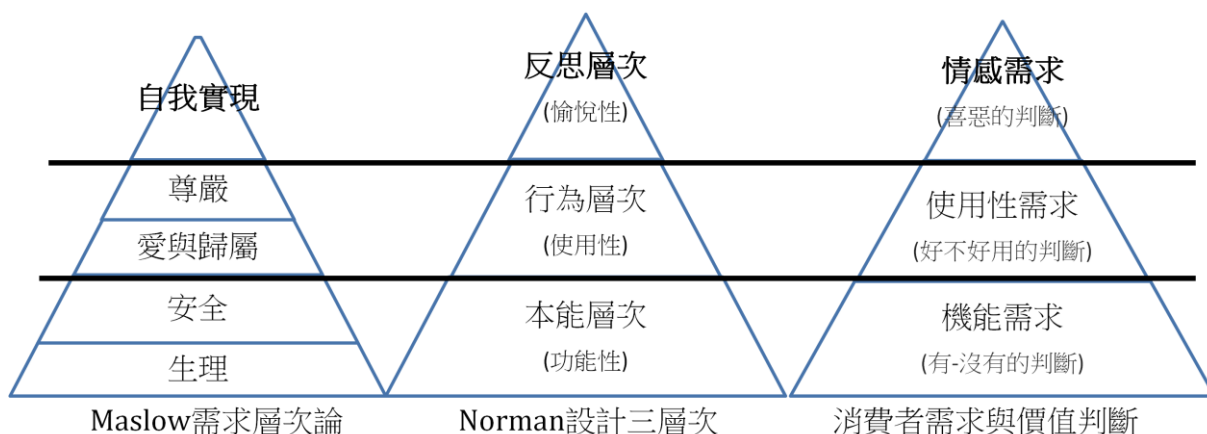 自我實現
尊嚴
愛與歸屬
安全
生理
Maslow需求層次論
反思層次
(愉悅性)
行為層次
(使用性)
本能層次
(功能性)
Norman設計三層次
情感需求
(喜惡的判斷)
使用性需求
(好不好用的判斷)
機能需求
(有-沒有的判斷)
消費者需求與價值判斷